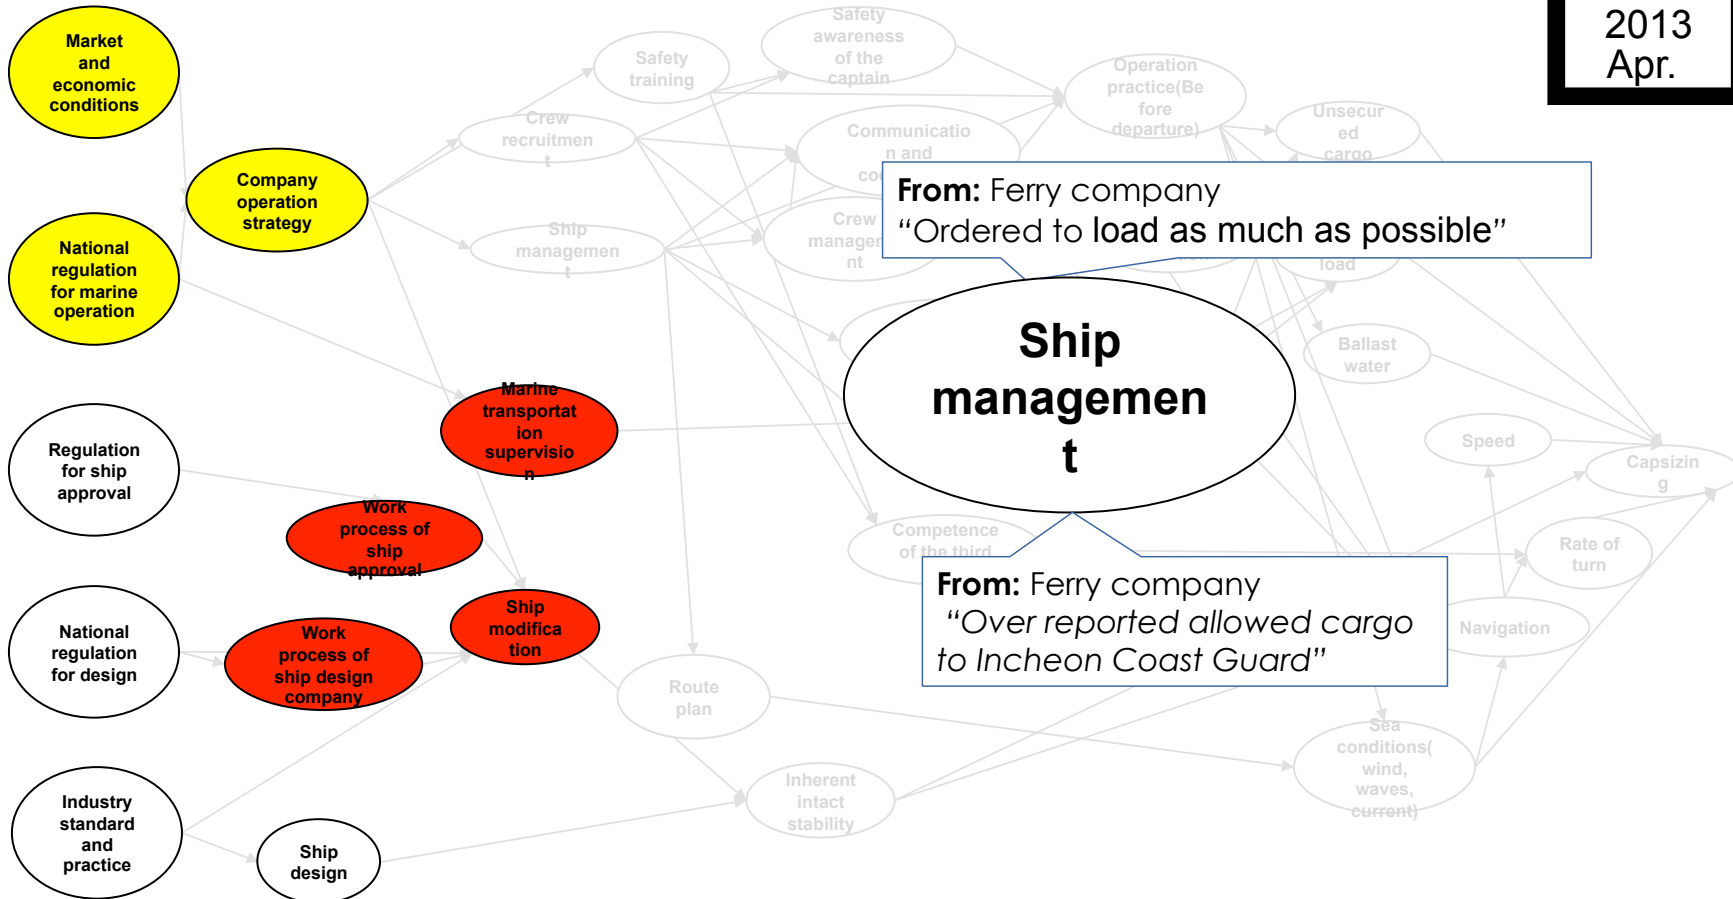 2013
Apr.
Market
and
economic
conditions
National
regulation
for marine
operation
Regulation
for ship
approval
National
regulation
for design
Industry
standard
and
practice
Company
operation
strategy
Marine
transportat
ion
supervisio
n
Work
process of
ship
approval
Work
process of
ship design
company
Ship
modifica
tion
Ship
design
Safety
training
Crew
recruitmen
t
Ship
managemen
t
Safety
awareness
of the
captain
Communicatio
n and
Crew
nt
Operation
practice(Be
fore
departure)
Unsecur
ed
cargo
load
Ballast
water
Speed
Capsizin
g
Rate of
turn
Navigation
Competence
of the third
Route
plan
Inherent
intact
stability
Sea
conditions(
wind,
waves,
current)
From: Ferry company
“Ordered to load as much as possible”
Ship
managemen
t
From: Ferry company
“Over reported allowed cargo
to Incheon Coast Guard”